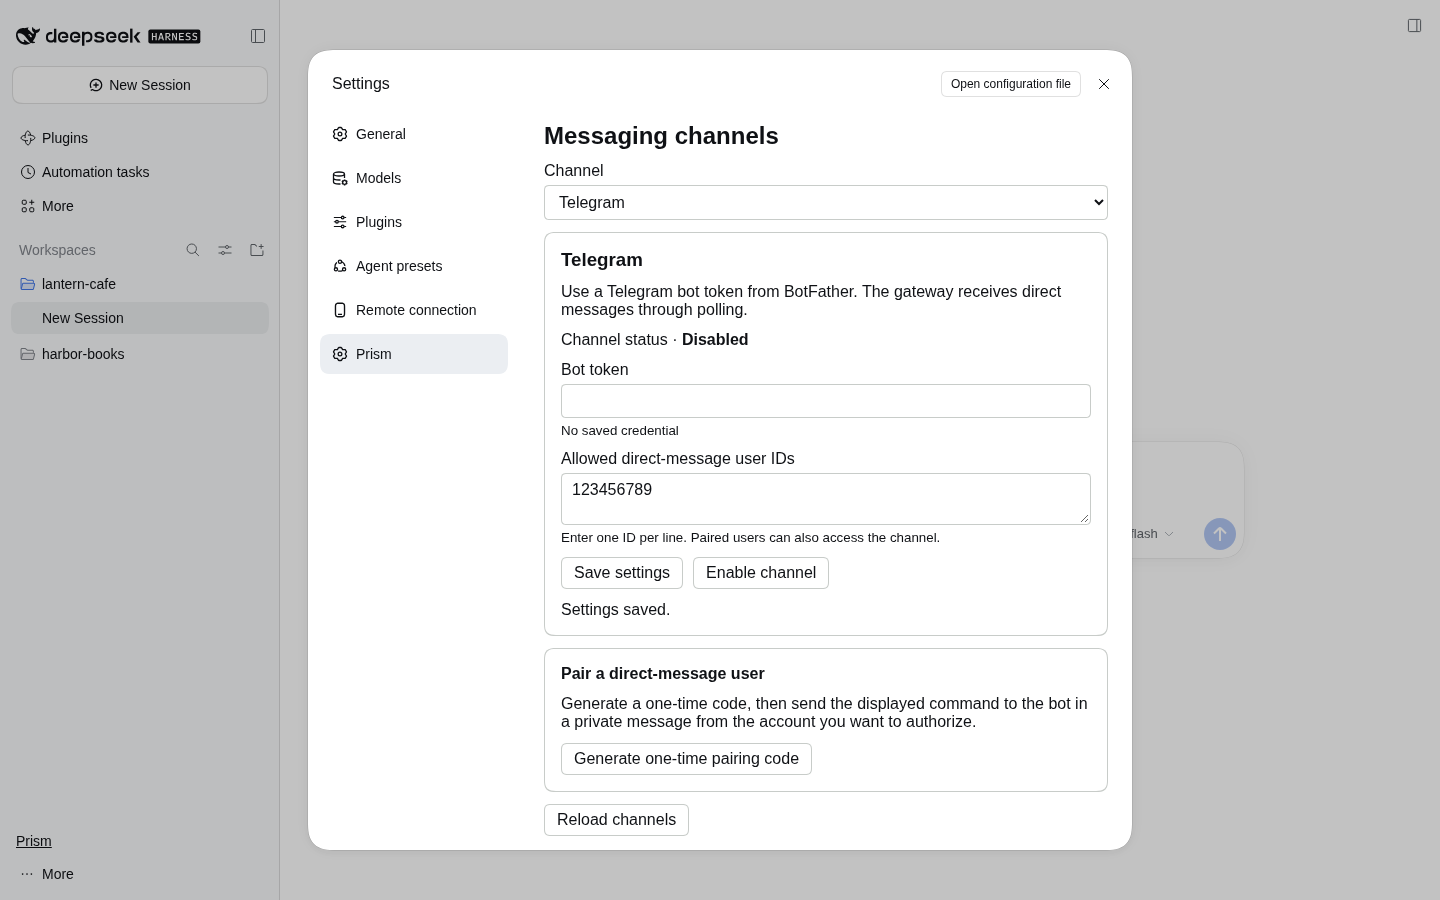 deepseek HARNESS
New Session
Plugins
Automation tasks
More
Workspaces
lantern-cafe
New Session
harbor-books
Prism
More
Settings
Open configuration file
General
Models
Plugins
Agent presets
Remote connection
Prism
Messaging channels
Channel
Telegram
Telegram
Use a Telegram bot token from BotFather. The gateway receives direct
messages through polling.
Channel status · Disabled
Bot token
No saved credential
Allowed direct-message user IDs
123456789
Enter one ID per line. Paired users can also access the channel.
Save settings
Enable channel
Settings saved.
Pair a direct-message user
Generate a one-time code, then send the displayed command to the bot in
a private message from the account you want to authorize.
Generate one-time pairing code
Reload channels
flash